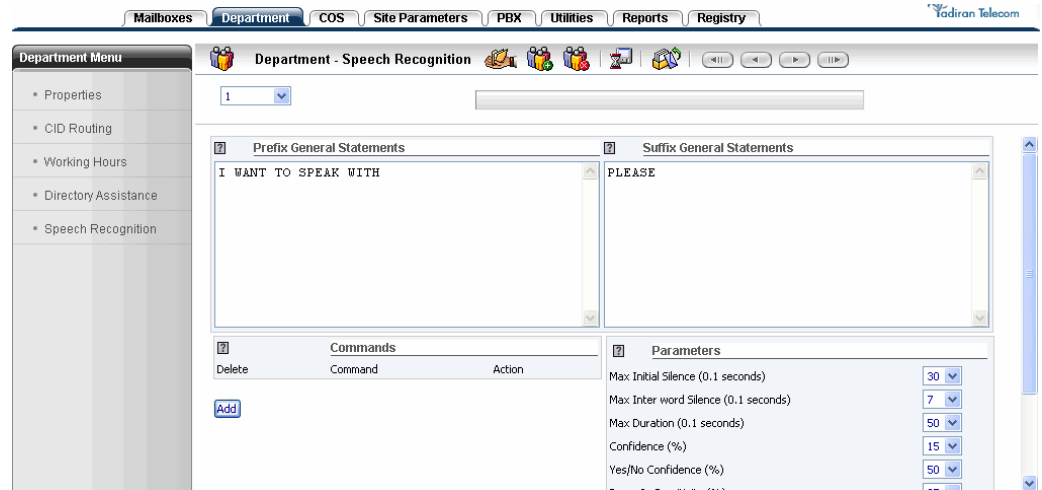 Mailboxes Department COS Site Parameters PBX Utilities Reports Registry
Tadiran Telecom
Department Menu
Department - Speech Recognition
Properties
CID Routing
Working Hours
Directory Assistance
Speech Recognition
1
? Prefix General Statements
I WANT TO SPEAK WITH
? Suffix General Statements
PLEASE
? Commands
Delete Command Action
Add
? Parameters
Max Initial Silence (0.1 seconds) 30
Max Inter word Silence (0.1 seconds) 7
Max Duration (0.1 seconds) 50
Confidence (%) 15
Yes/No Confidence (%) 50